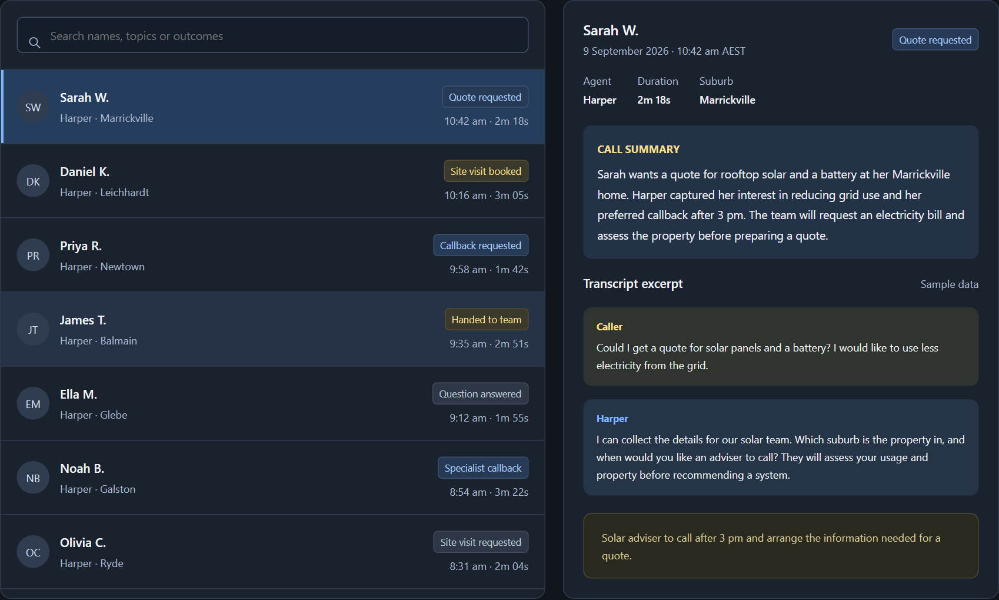 Search names, topics or outcomes
SW
Sarah W.
Harper · Marrickville
Quote requested
10:42 am · 2m 18s
DK
Daniel K.
Harper · Leichhardt
Site visit booked
10:16 am · 3m 05s
PR
Priya R.
Harper · Newtown
Callback requested
9:58 am · 1m 42s
JT
James T.
Harper · Balmain
Handed to team
9:35 am · 2m 51s
EM
Ella M.
Harper · Glebe
Question answered
9:12 am · 1m 55s
NB
Noah B.
Harper · Galston
Specialist callback
8:54 am · 3m 22s
OC
Olivia C.
Harper · Ryde
Site visit requested
8:31 am · 2m 04s
Sarah W.
9 September 2026 · 10:42 am AEST
Quote requested
Agent Duration Suburb
Harper 2m 18s Marrickville
CALL SUMMARY
Sarah wants a quote for rooftop solar and a battery at her Marrickville
home. Harper captured her interest in reducing grid use and her
preferred callback after 3 pm. The team will request an electricity bill and
assess the property before preparing a quote.
Transcript excerpt
Sample data
Caller
Could I get a quote for solar panels and a battery? I would like to use less
electricity from the grid.
Harper
I can collect the details for our solar team. Which suburb is the property in, and
when would you like an adviser to call? They will assess your usage and
property before recommending a system.
Solar adviser to call after 3 pm and arrange the information needed for a
quote.